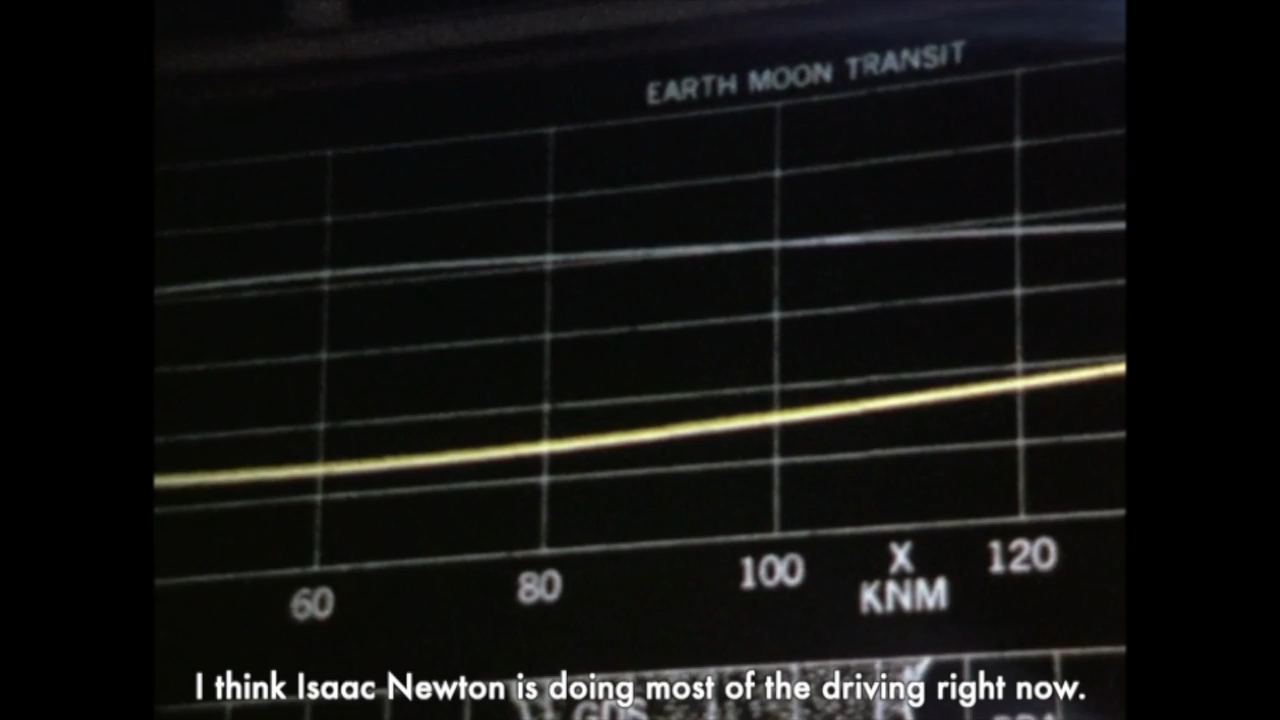 EARTH MOON TRANSIT
60 80 100 X 120
KNM
I think Isaac Newton is doing most of the driving right now.